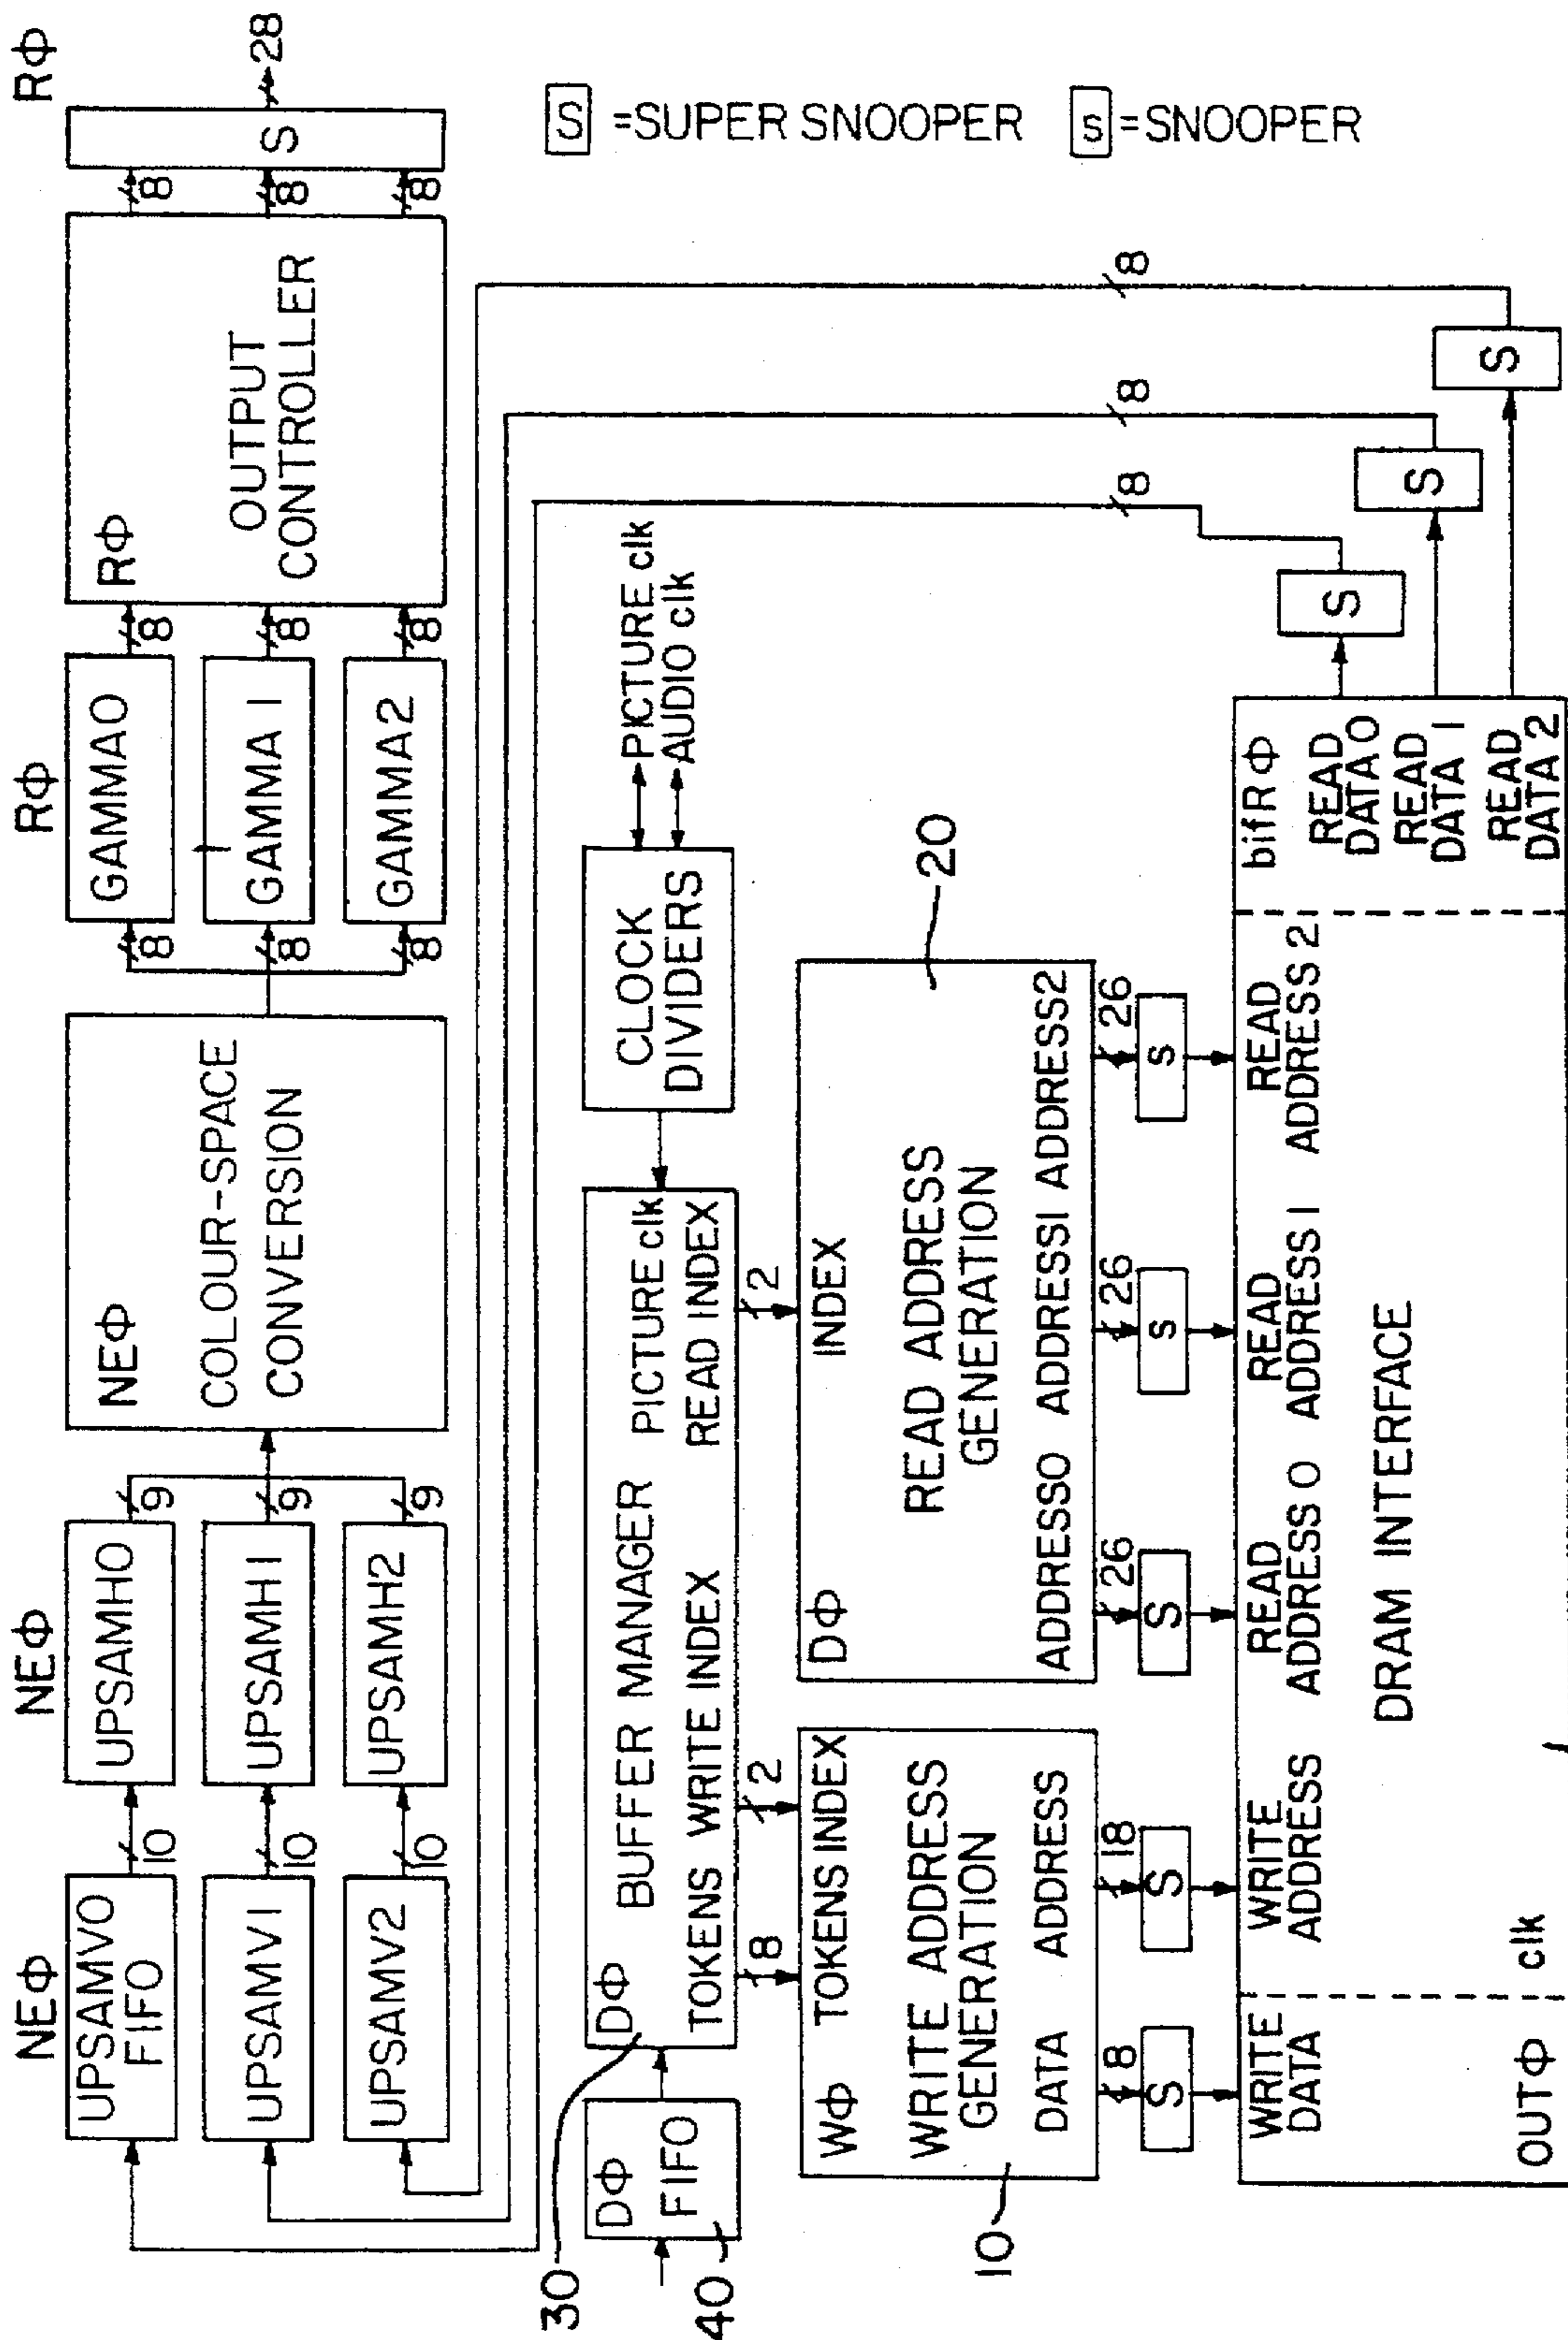 NEΦ
NEΦ
RΦ
RΦ
UPSAMV0
FIFO
10
UPSAMH0
9
NEΦ
COLOUR-SPACE
CONVERSION
8
GAMMA0
8
RΦ
OUTPUT
CONTROLLER
8
S
28
UPSAMV1
10
UPSAMH1
9
8
GAMMA 1
8
8
UPSAMV2
10
UPSAMH2
9
8
GAMMA2
8
8
S =SUPER SNOOPER
s =SNOOPER
30
DΦ
FIFO
40
DΦ
BUFFER MANAGER
PICTURE clk
TOKENS WRITE INDEX
READ INDEX
CLOCK
DIVIDERS
PICTURE clk
AUDIO clk
8
2
2
WΦ
TOKENS INDEX
WRITE ADDRESS
GENERATION
DATA ADDRESS
10
DΦ
INDEX
READ ADDRESS
GENERATION
ADDRESS0 ADDRESS1 ADDRESS2
20
8
18
26
26
26
S
S
S
s
s
WRITE
DATA
WRITE
ADDRESS
READ
ADDRESS 0
READ
ADDRESS 1
READ
ADDRESS 2
DRAM INTERFACE
OUTΦ
clk
bifRΦ
READ
DATA 0
READ
DATA 1
READ
DATA 2
S
S
S
8
8
8